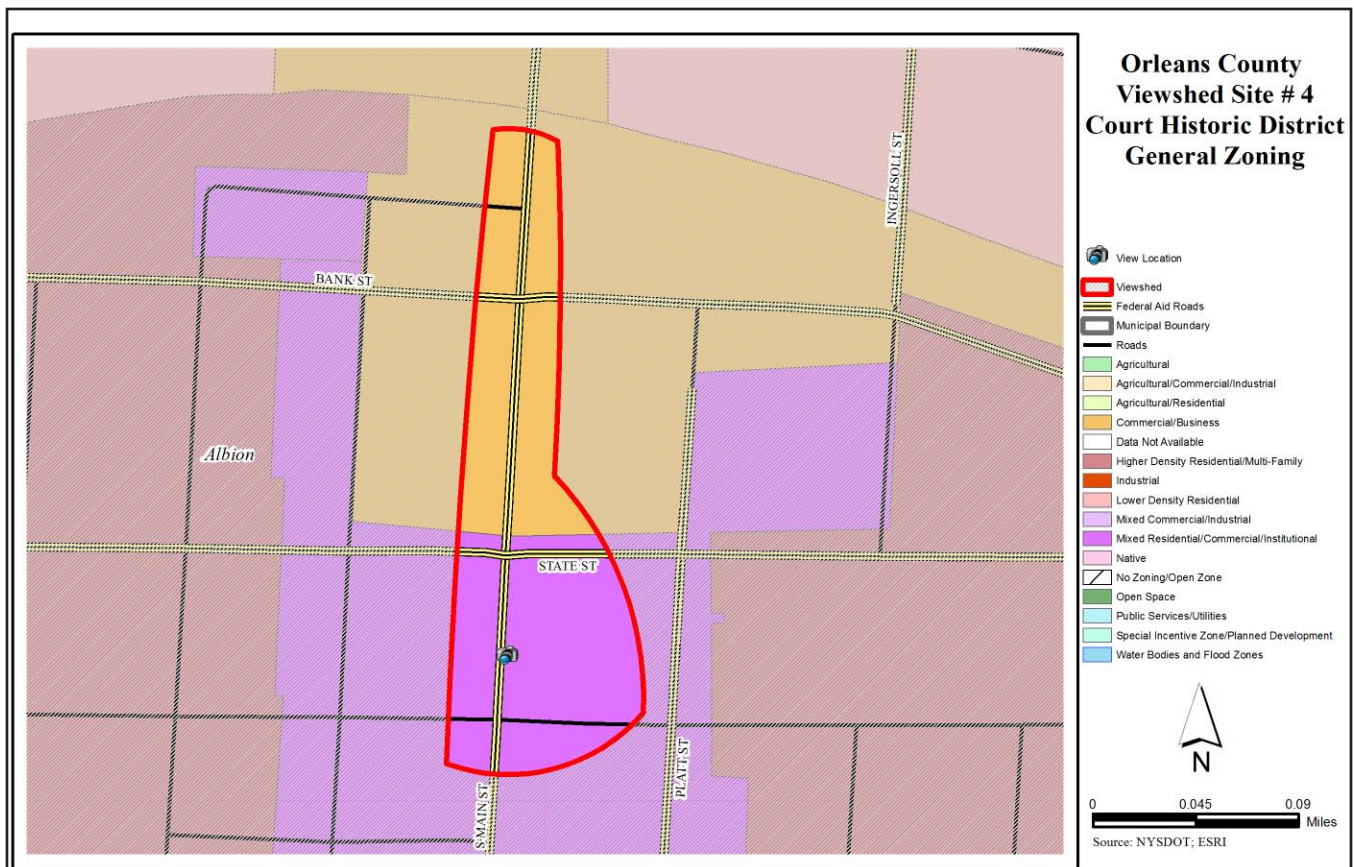 Orleans County
Viewshed Site # 4
Court Historic District
General Zoning
INGERSOLL ST
BANK ST
Albion
STATE ST
S MAIN ST
PLATT ST
View Location
Viewshed
Federal Aid Roads
Municipal Boundary
Roads
Agricultural
Agricultural/Commercial/Industrial
Agricultural/Residential
Commercial/Business
Data Not Available
Higher Density Residential/Multi-Family
Industrial
Lower Density Residential
Mixed Commercial/Industrial
Mixed Residential/Commercial/Institutional
Native
No Zoning/Open Zone
Open Space
Public Services/Utilities
Special Incentive Zone/Planned Development
Water Bodies and Flood Zones
N
0 0.045 0.09
Miles
Source: NYSDOT; ESRI